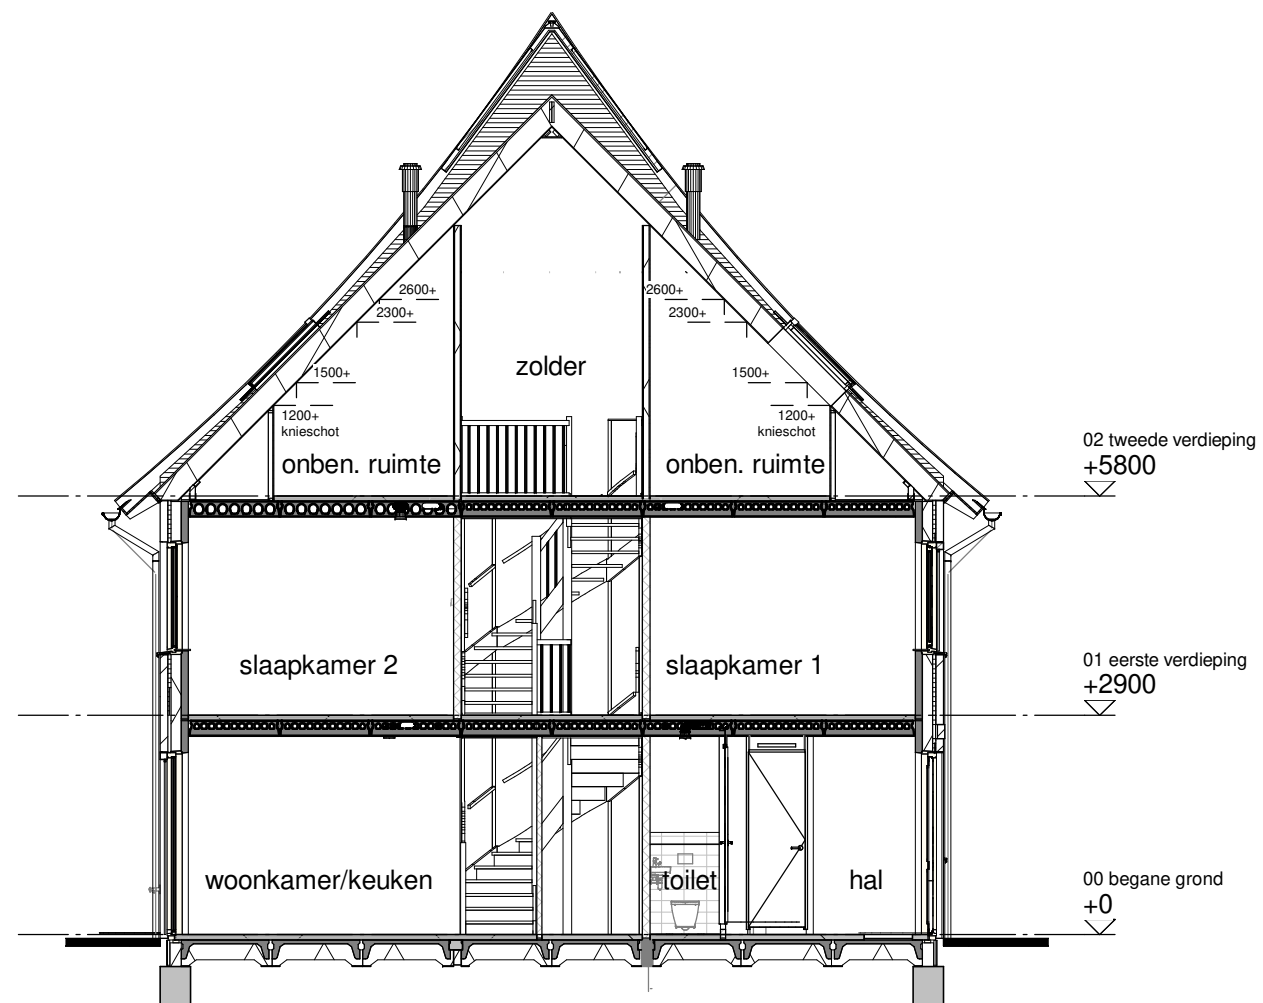 2600+
2600+
2300+
2300+
zolder
1500+
1500+
1200+
knieschot
1200+
knieschot
onben. ruimte
onben. ruimte
02 tweede verdieping
+5800
slaapkamer 2
slaapkamer 1
01 eerste verdieping
+2900
woonkamer/keuken
toilet
hal
00 begane grond
+0